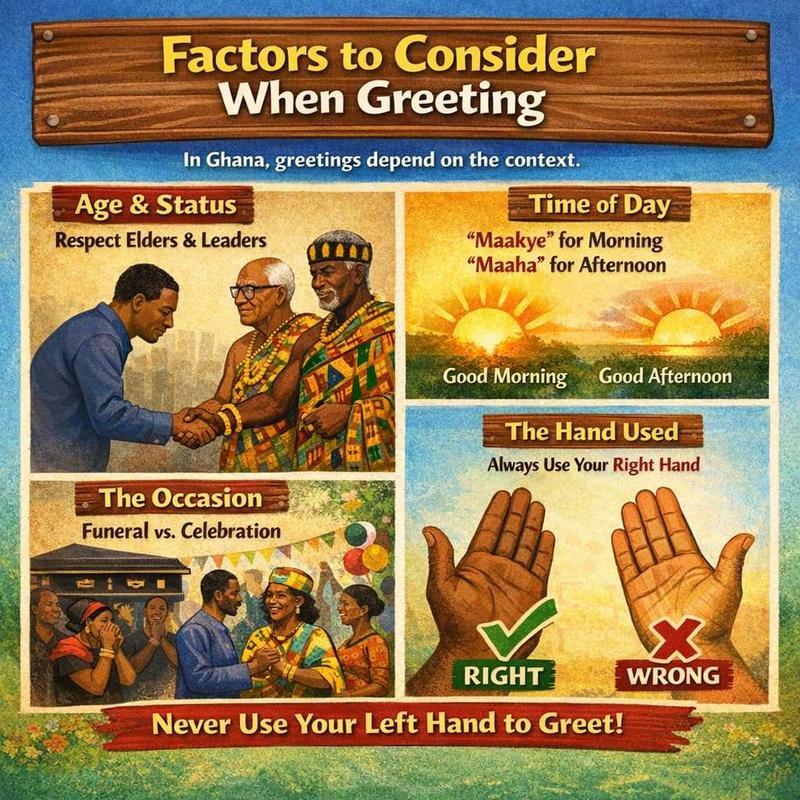 Factors to Consider
When Greeting
In Ghana, greetings depend on the context.
Age & Status
Respect Elders & Leaders
Time of Day
"Maakye" for Morning
"Maaha" for Afternoon
Good Morning
Good Afternoon
The Occasion
Funeral vs. Celebration
The Hand Used
Always Use Your Right Hand
RIGHT
WRONG
Never Use Your Left Hand to Greet!